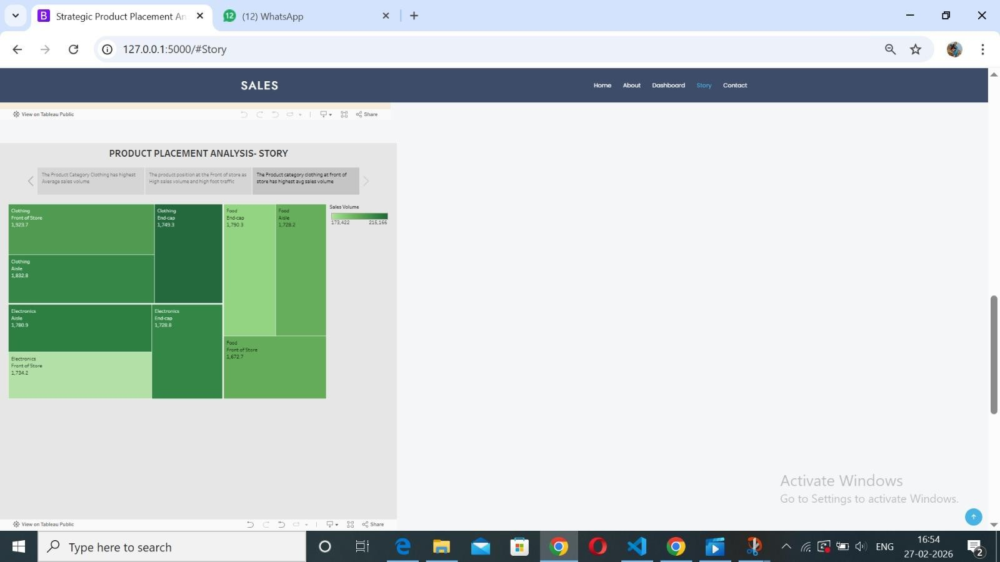 Strategic Product Placement An
12
(12) WhatsApp
127.0.0.1:5000/#Story
SALES
Home
About
Dashboard
Story
Contact
View on Tableau Public
Share
PRODUCT PLACEMENT ANALYSIS- STORY
The Product Category Clothing has highest
Average sales volume
The product position at the Front of store as
High sales volume and high foot traffic
The Product category clothing at front of
store has highest avg sales volume
Clothing
Front of Store
1,923.7
Clothing
End-cap
1,749.3
Food
End-cap
1,790.3
Food
Aisle
1,728.2
Sales Volume
173,422
215,166
Clothing
Aisle
1,832.8
Electronics
Aisle
1,780.9
Electronics
End-cap
1,728.8
Food
Front of Store
1,672.7
Electronics
Front of Store
1,734.2
Activate Windows
Go to Settings to activate Windows.
View on Tableau Public
Share
Type here to search
ENG
16:54
27-02-2026
2